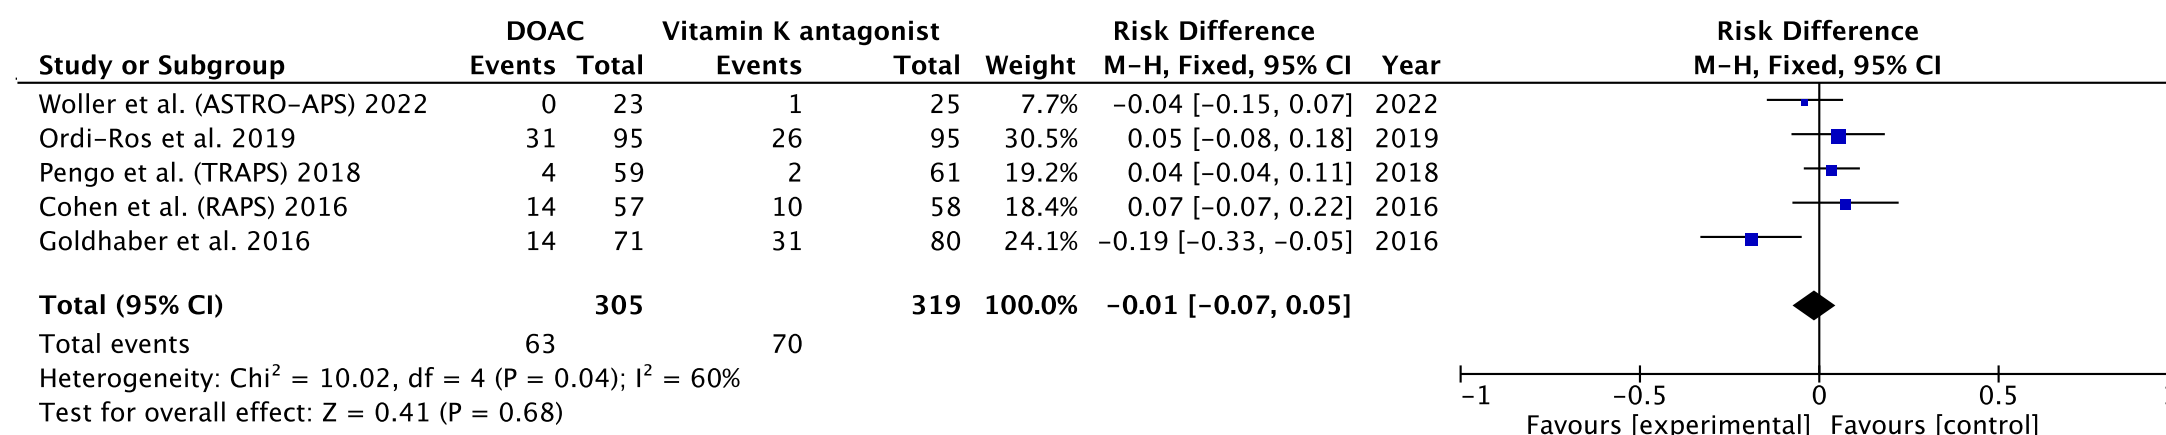 DOAC Vitamin K antagonist Risk Difference Risk Difference
Study or Subgroup Events Total Events Total Weight M-H, Fixed, 95% CI Year M-H, Fixed, 95% CI
Woller et al. (ASTRO-APS) 2022 0 23 1 25 7.7% -0.04 [-0.15, 0.07] 2022
Ordi-Ros et al. 2019 31 95 26 95 30.5% 0.05 [-0.08, 0.18] 2019
Pengo et al. (TRAPS) 2018 4 59 2 61 19.2% 0.04 [-0.04, 0.11] 2018
Cohen et al. (RAPS) 2016 14 57 10 58 18.4% 0.07 [-0.07, 0.22] 2016
Goldhaber et al. 2016 14 71 31 80 24.1% -0.19 [-0.33, -0.05] 2016
Total (95% CI) 305 319 100.0% -0.01 [-0.07, 0.05]
Total events 63 70
Heterogeneity: Chi² = 10.02, df = 4 (P = 0.04); I² = 60%
Test for overall effect: Z = 0.41 (P = 0.68)
-1 -0.5 0 0.5
Favours [experimental] Favours [control]